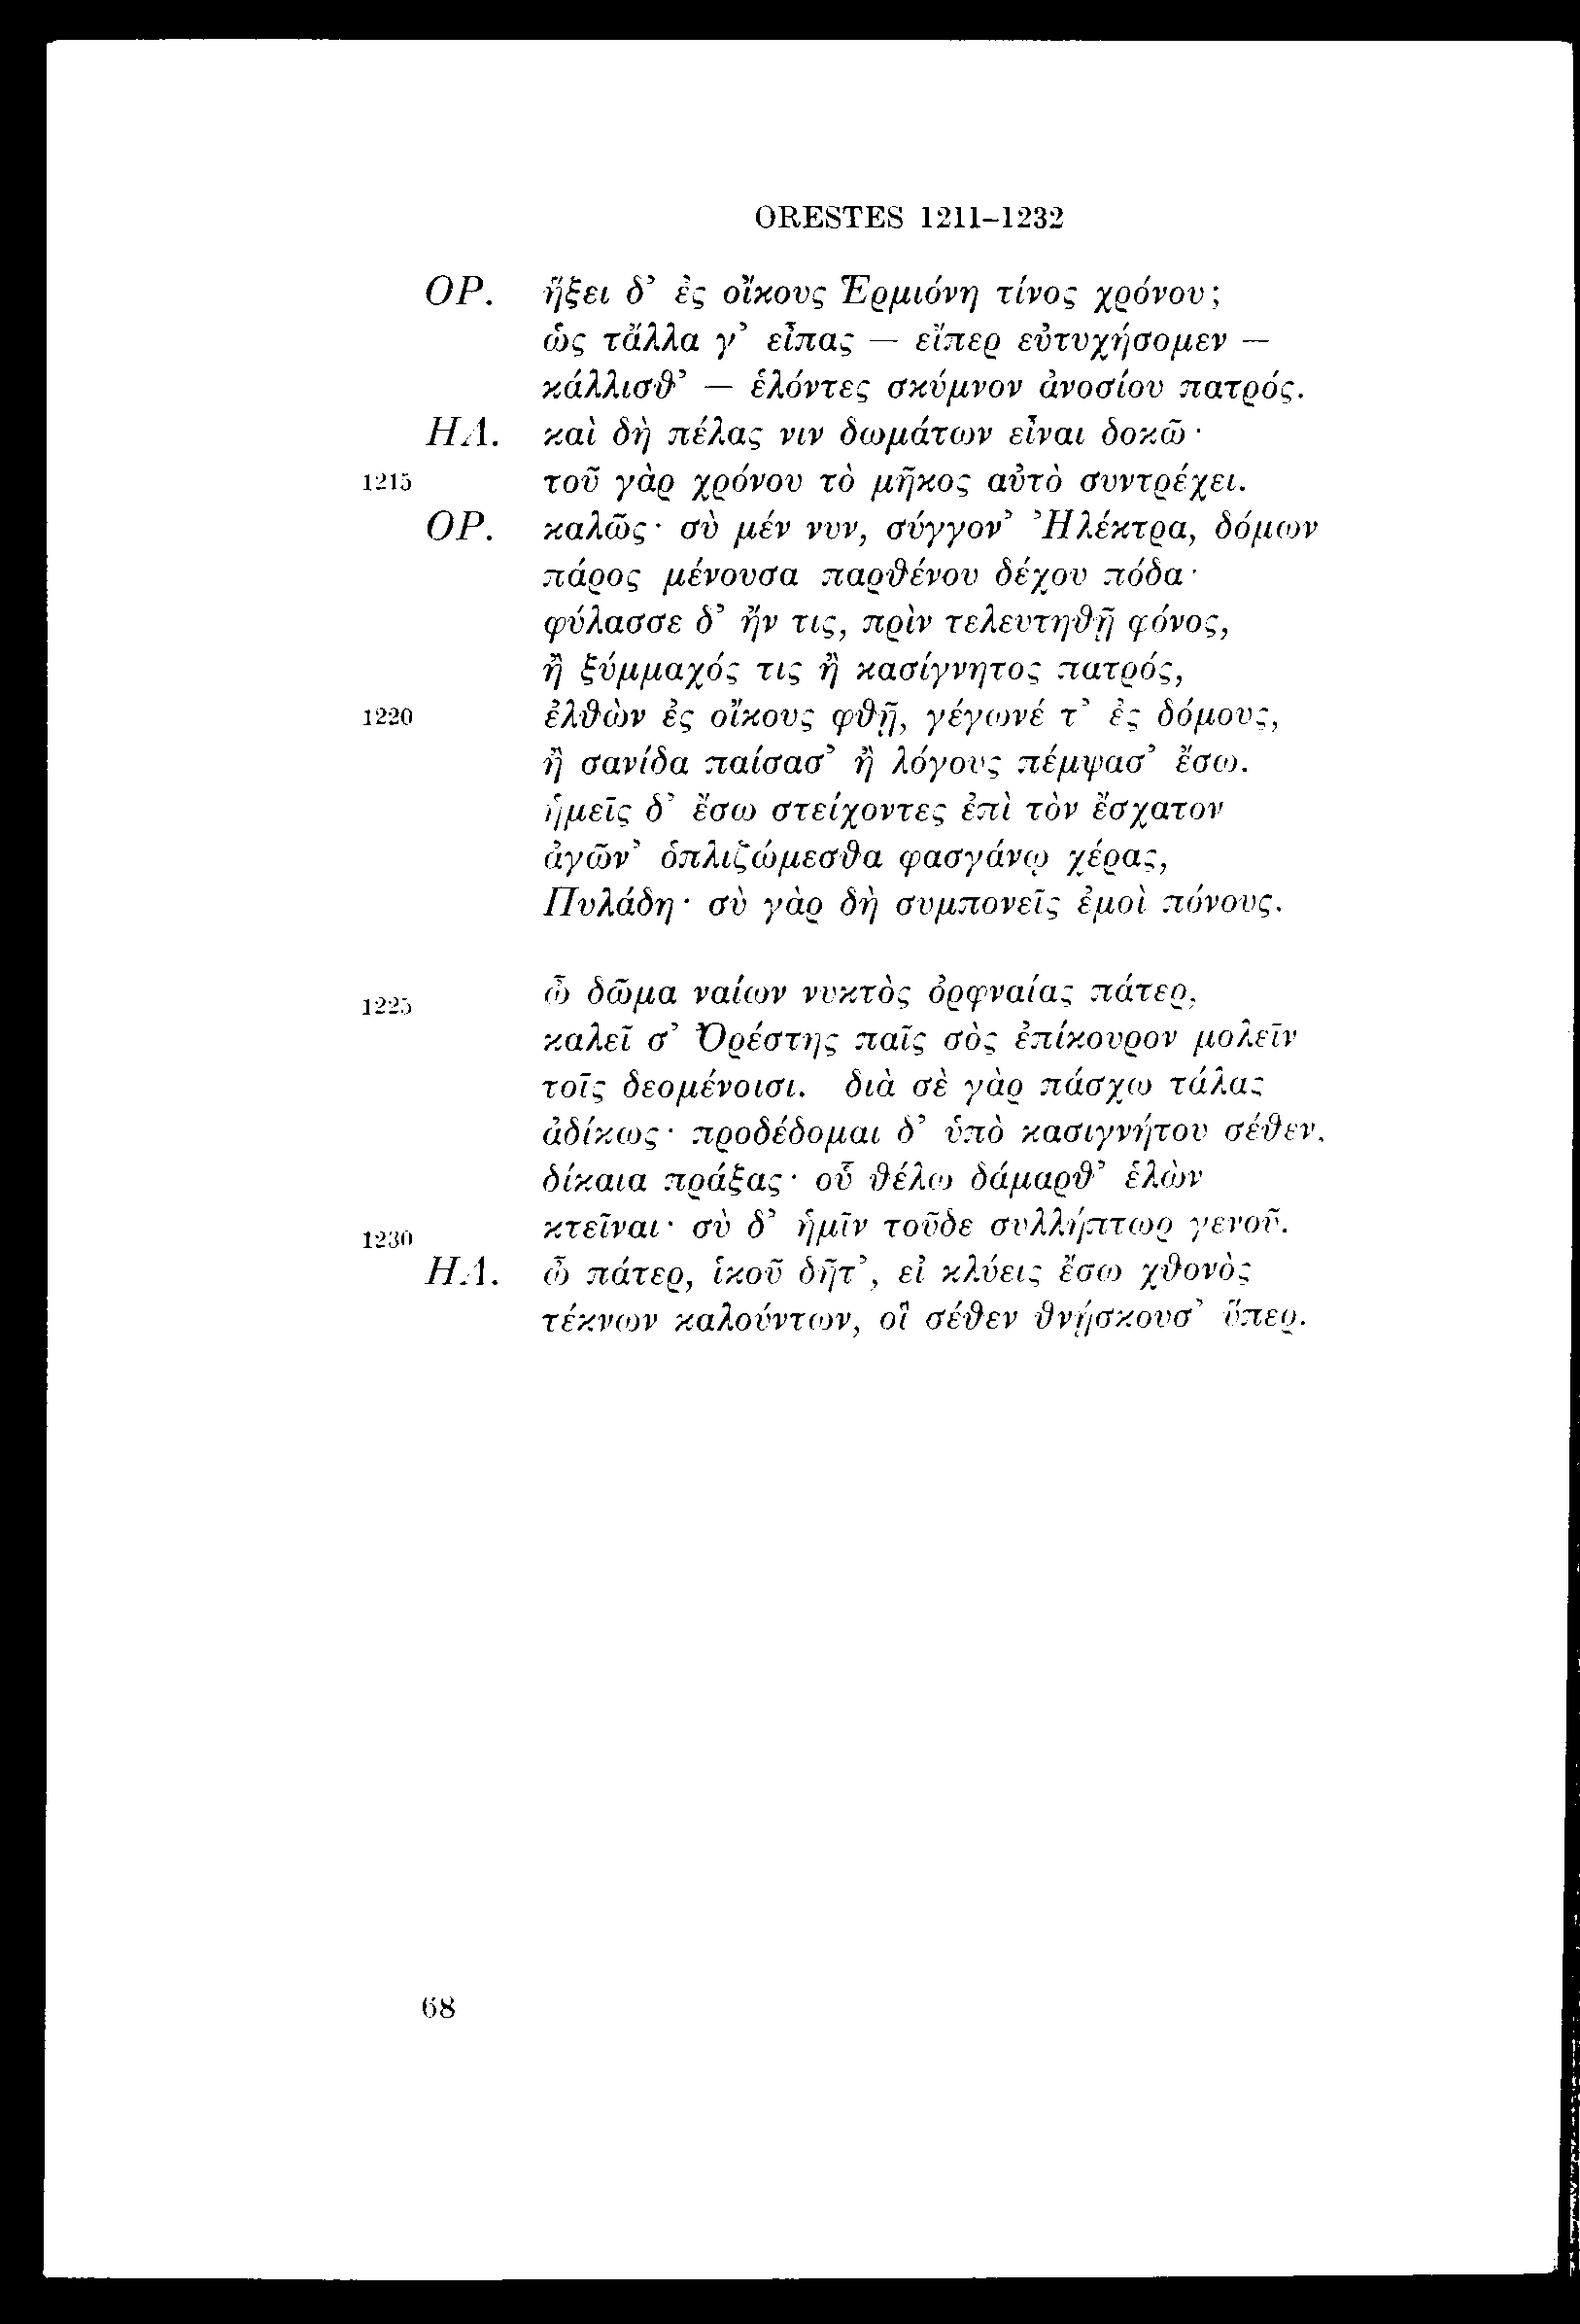 ORESTES 1211–1232
ΟΡ. ἥξει δ’ ἐς οἴκους Ἑρμιόνη τίνος χρόνου;
ὡς τἄλλα γ’ εἶπας — εἴπερ εὐτυχήσομεν —
κάλλισθ’ — ἑλόντες σκύμνον ἀνοσίου πατρός.
ΗΛ. καὶ δὴ πέλας νιν δωμάτων εἶναι δοκῶ·
1215 τοῦ γὰρ χρόνου τὸ μῆκος αὐτὸ συντρέχει.
ΟΡ. καλῶς· σὺ μέν νυν, σύγγον’ Ἠλέκτρα, δόμων
πάρος μένουσα παρθένου δέχου πόδα·
φύλασσε δ’ ἤν τις, πρὶν τελευτηθῇ φόνος,
ἢ ξύμμαχός τις ἢ κασίγνητος πατρός,
1220 ἐλθὼν ἐς οἴκους φθῇ, γέγωνέ τ’ ἐς δόμους,
ἢ σανίδα παίσασ’ ἢ λόγους πέμψασ’ ἔσω.
ἡμεῖς δ’ ἔσω στείχοντες ἐπὶ τὸν ἔσχατον
ἀγῶν’ ὁπλιζώμεσθα φασγάνῳ χέρας,
Πυλάδη· σὺ γὰρ δὴ συμπονεῖς ἐμοὶ πόνους.
1225 ὦ δῶμα ναίων νυκτὸς ὀρφναίας πάτερ,
καλεῖ σ’ Ὀρέστης παῖς σὸς ἐπίκουρον μολεῖν
τοῖς δεομένοισι. διὰ σὲ γὰρ πάσχω τάλας
ἀδίκως· προδέδομαι δ’ ὑπὸ κασιγνήτου σέθεν,
δίκαια πράξας· οὗ θέλω δάμαρθ’ ἑλὼν
1230 κτεῖναι· σὺ δ’ ἡμῖν τοῦδε συλλήπτωρ γενοῦ.
ΗΛ. ὦ πάτερ, ἱκοῦ δῆτ’, εἰ κλύεις ἔσω χθονὸς
τέκνων καλούντων, οἳ σέθεν θνῄσκουσ’ ὕπερ.
68